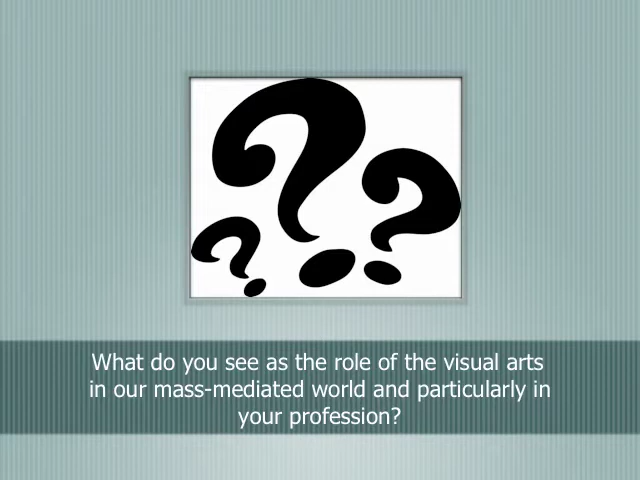 What do you see as the role of the visual arts
in our mass-mediated world and particularly in
your profession?